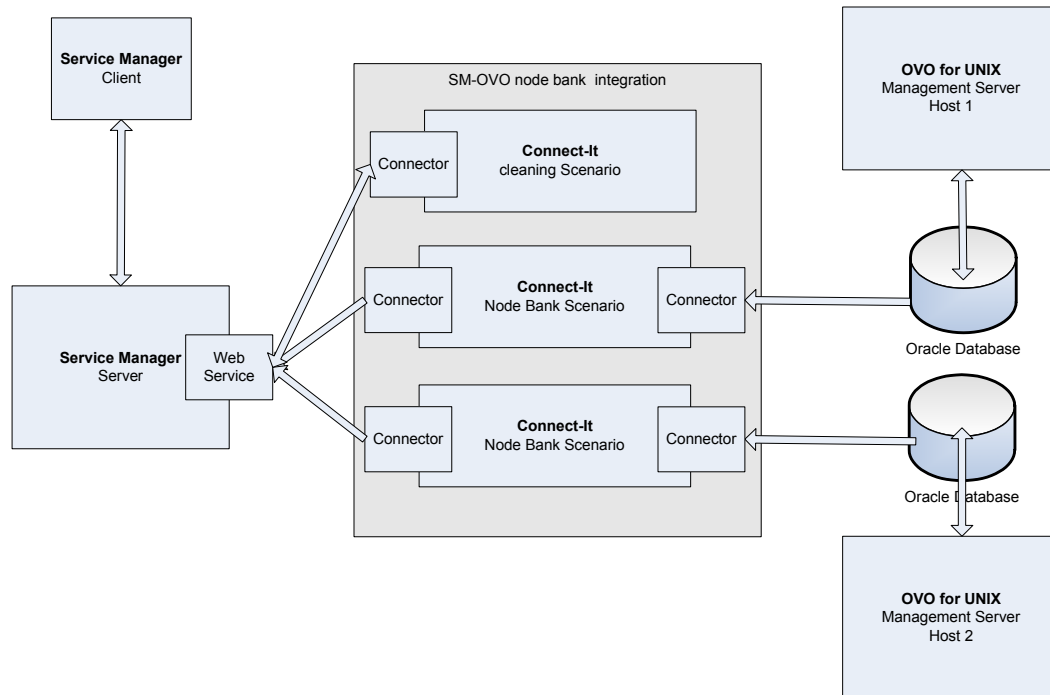 Service Manager
Client
SM-OVO node bank  integration
OVO for UNIX
Management Server
Host 1
Connector
Connect-It
cleaning Scenario
Connector
Connect-It
Node Bank Scenario
Connector
Oracle Database
Service Manager
Server
Web
Service
Connector
Connect-It
Node Bank Scenario
Connector
Oracle Database
OVO for UNIX
Management Server
Host 2